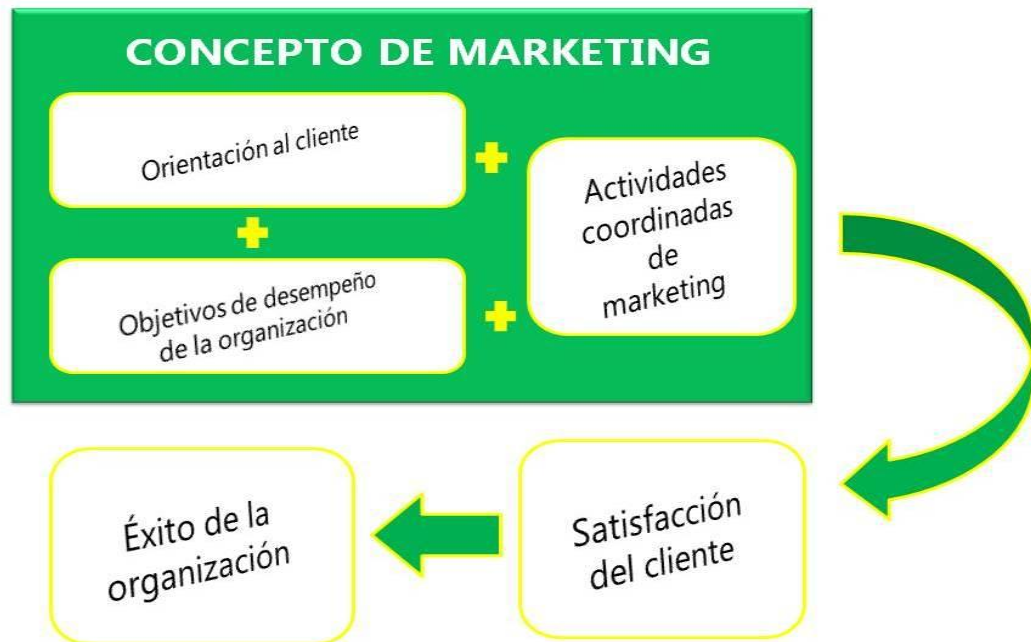 CONCEPTO DE MARKETING
Orientación al cliente
Objetivos de desempeño
de la organización
Actividades
coordinadas
de
marketing
Satisfacción
del cliente
Éxito de la
organización